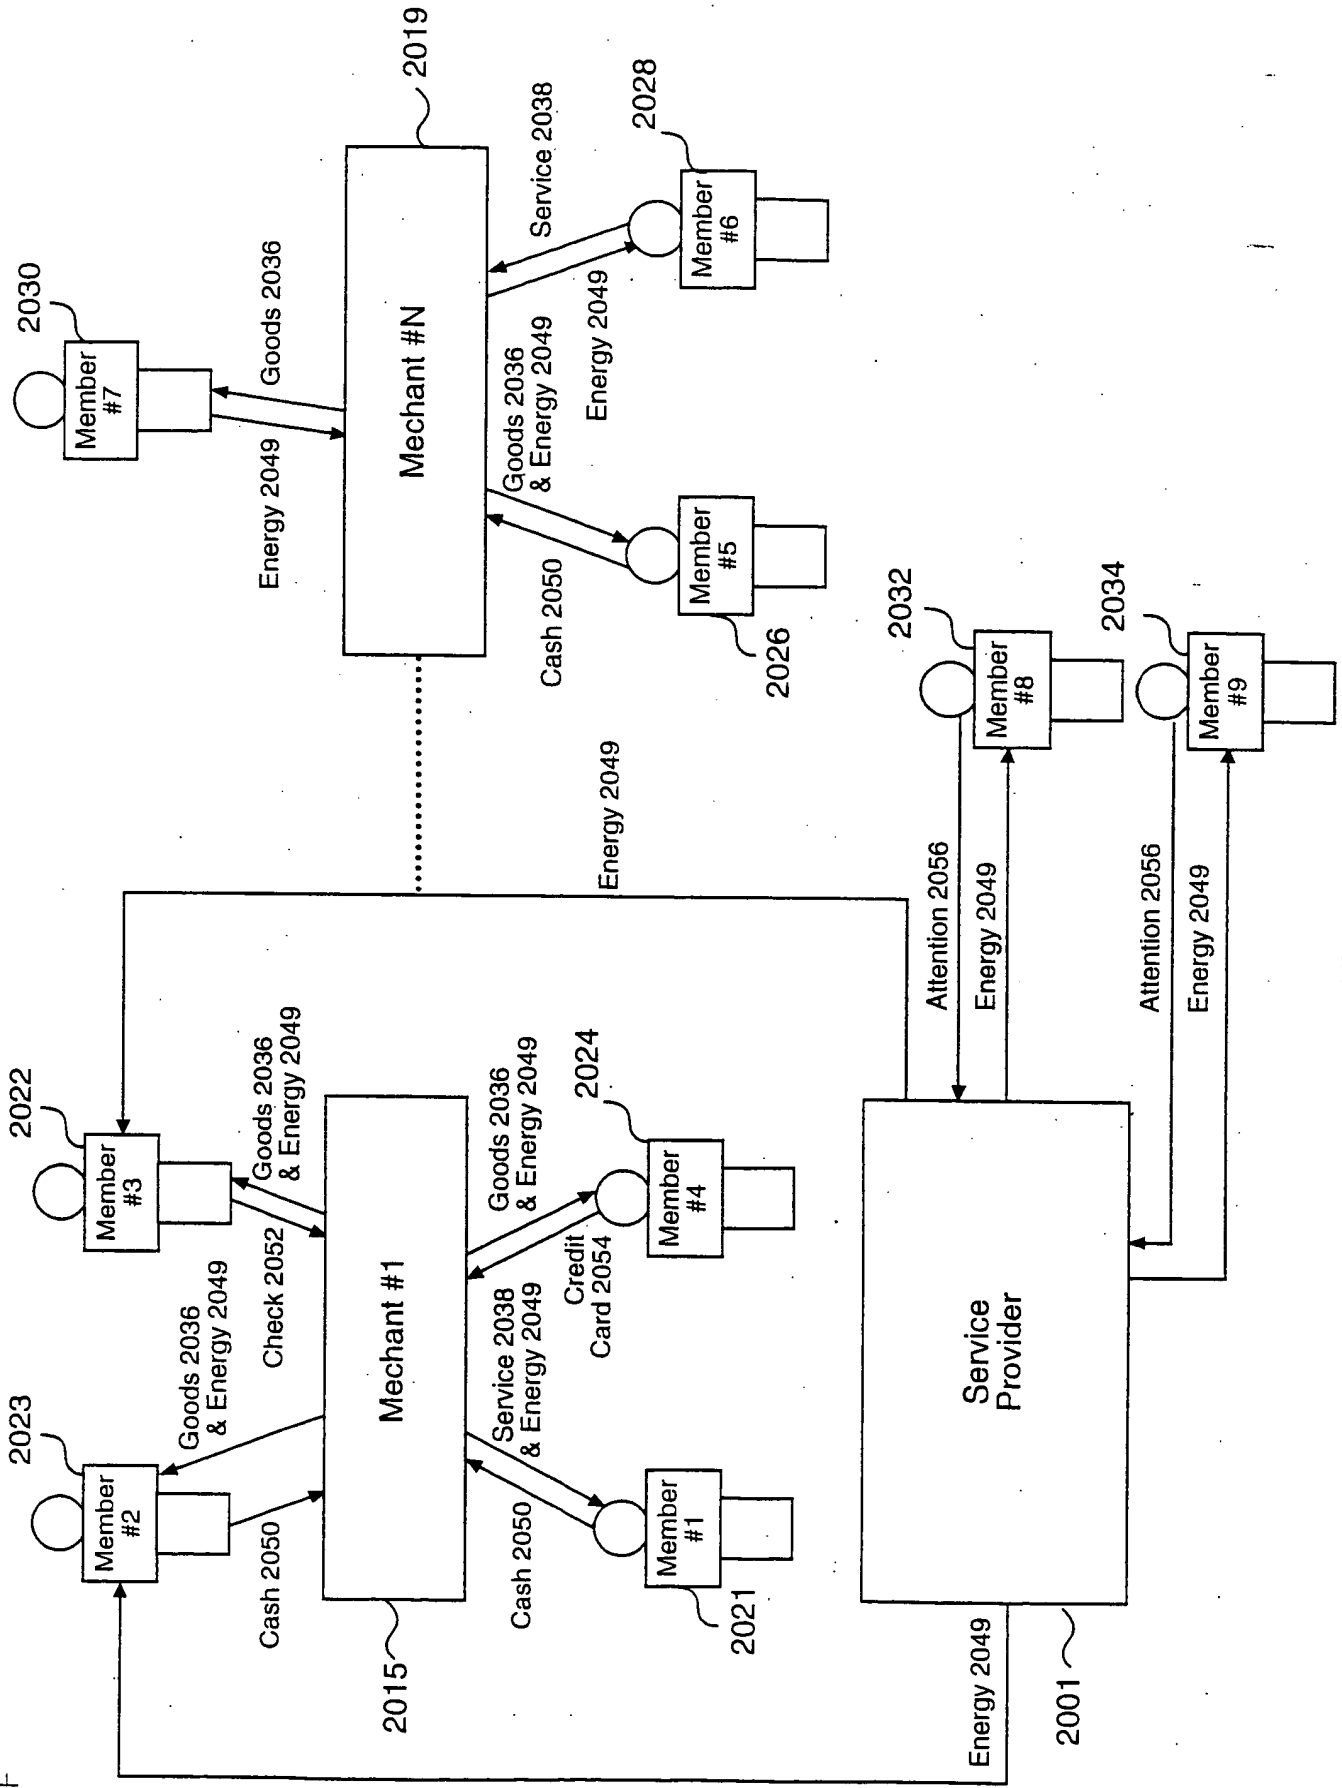 2023
Member
#2
Goods 2036
& Energy 2049
Cash 2050
2022
Member
#3
Goods 2036
& Energy 2049
Check 2052
2030
Member
#7
Energy 2049
Goods 2036
2015
Mechant #1
Mechant #N
2019
Cash 2050
Service 2038
& Energy 2049
Member
#1
2021
Credit
Card 2054
Goods 2036
& Energy 2049
Member
#4
2024
Energy 2049
Cash 2050
Goods 2036
& Energy 2049
Member
#5
2026
Energy 2049
Service 2038
Member
#6
2028
Energy 2049
2001
Service
Provider
Attention 2056
Energy 2049
Member
#8
2032
Attention 2056
Energy 2049
Member
#9
2034